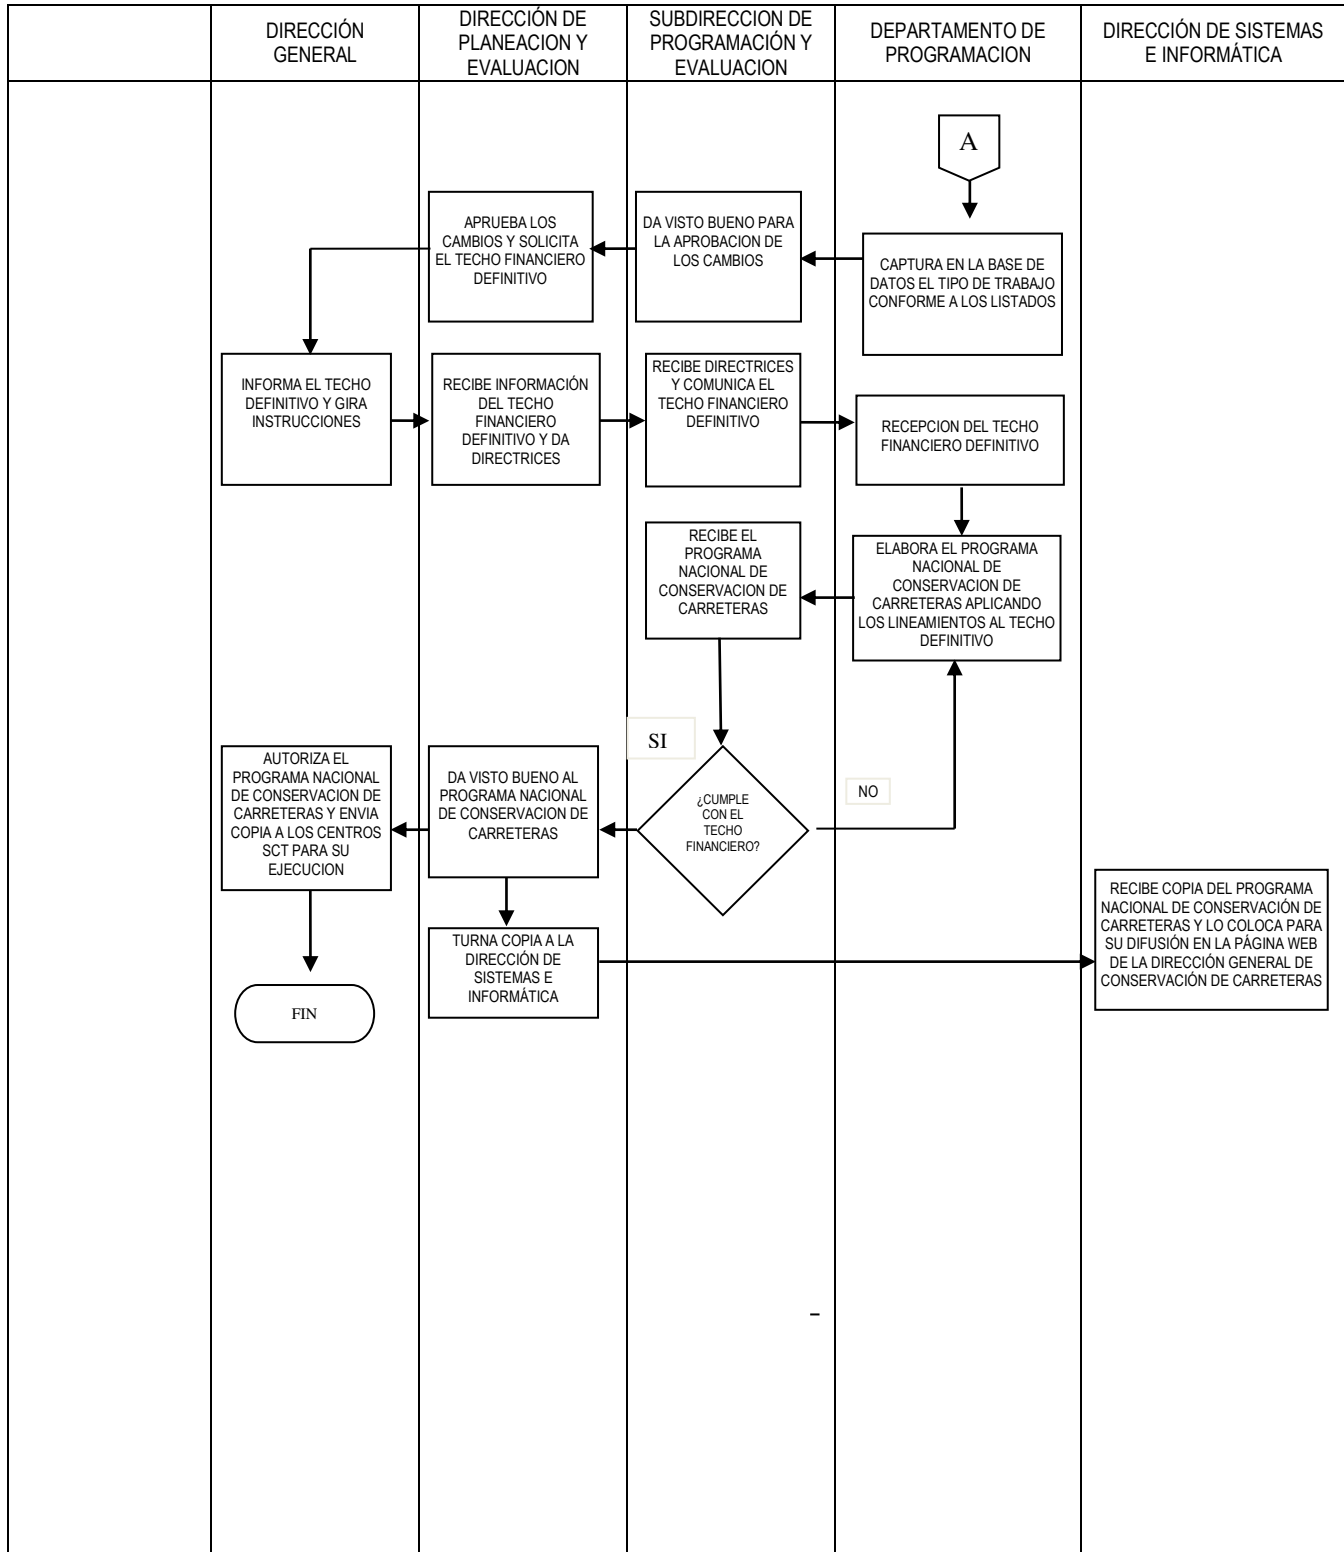 DIRECCIÓN
GENERAL
DIRECCIÓN DE
PLANEACION Y
EVALUACION
SUBDIRECCION DE
PROGRAMACIÓN Y
EVALUACION
DEPARTAMENTO DE
PROGRAMACION
DIRECCIÓN DE SISTEMAS
E INFORMÁTICA
A
APRUEBA LOS
CAMBIOS Y SOLICITA
EL TECHO FINANCIERO
DEFINITIVO
DA VISTO BUENO PARA
LA APROBACION DE
LOS CAMBIOS
CAPTURA EN LA BASE DE
DATOS EL TIPO DE TRABAJO
CONFORME A LOS LISTADOS
INFORMA EL TECHO
DEFINITIVO Y GIRA
INSTRUCCIONES
RECIBE INFORMACIÓN
DEL TECHO
FINANCIERO
DEFINITIVO Y DA
DIRECTRICES
RECIBE DIRECTRICES
Y COMUNICA EL
TECHO FINANCIERO
DEFINITIVO
RECEPCION DEL TECHO
FINANCIERO DEFINITIVO
RECIBE EL
PROGRAMA
NACIONAL DE
CONSERVACION DE
CARRETERAS
ELABORA EL PROGRAMA
NACIONAL DE
CONSERVACION DE
CARRETERAS APLICANDO
LOS LINEAMIENTOS AL TECHO
DEFINITIVO
SI
AUTORIZA EL
PROGRAMA NACIONAL
DE CONSERVACION DE
CARRETERAS Y ENVIA
COPIA A LOS CENTROS
SCT PARA SU
EJECUCION
DA VISTO BUENO AL
PROGRAMA NACIONAL
DE CONSERVACION DE
CARRETERAS
¿CUMPLE
CON EL
TECHO
FINANCIERO?
NO
TURNA COPIA A LA
DIRECCIÓN DE
SISTEMAS E
INFORMÁTICA
RECIBE COPIA DEL PROGRAMA
NACIONAL DE CONSERVACIÓN DE
CARRETERAS Y LO COLOCA PARA
SU DIFUSIÓN EN LA PÁGINA WEB
DE LA DIRECCIÓN GENERAL DE
CONSERVACIÓN DE CARRETERAS
FIN